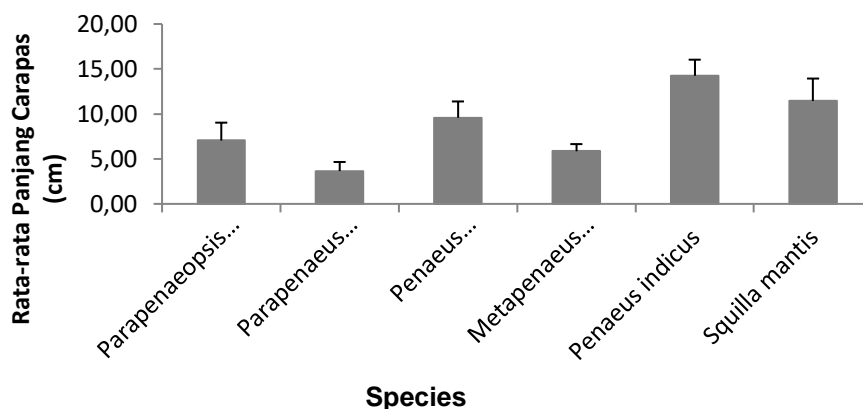 20,00
15,00
10,00
5,00
0,00
Rata-rata Panjang Carapas
(cm)
Parapenaeopsis...
Parapenaeus...
Penaeus...
Metapenaeus...
Penaeus indicus
Squilla mantis
Species